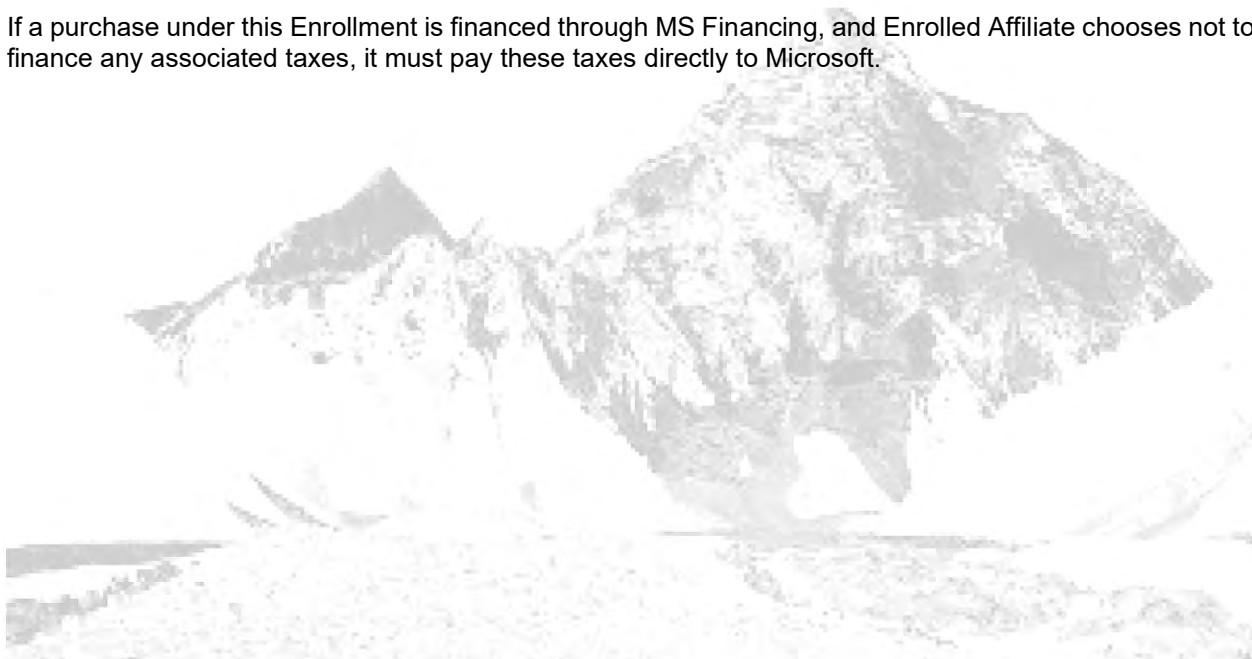 If a purchase under this Enrollment is financed through MS Financing, and Enrolled Affiliate chooses not to
finance any associated taxes, it must pay these taxes directly to Microsoft.